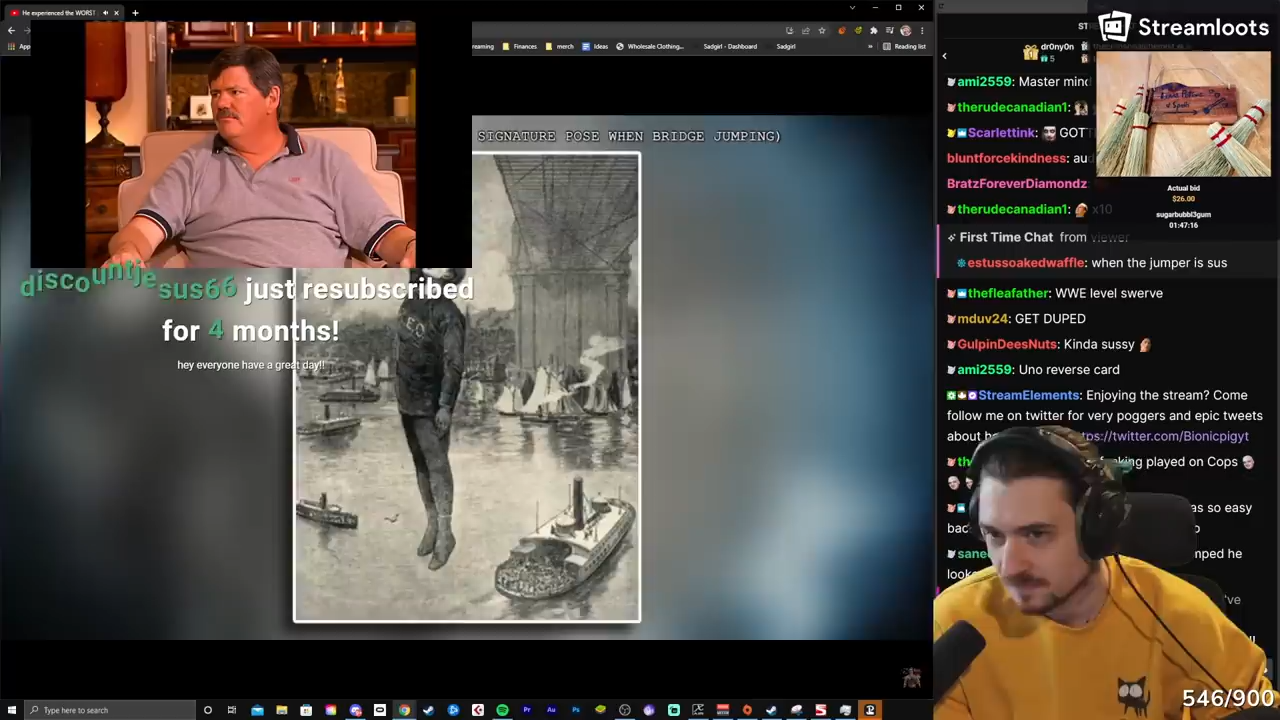 He experienced the WORST
Finances
merch
Ideas
Wholesale Clothing...
Sadgirl - Dashboard
Sadgirl
Reading list
SIGNATURE POSE WHEN BRIDGE JUMPING)
discountjesus66 just resubscribed
for 4 months!
hey everyone have a great day!!
Type here to search
Streamloots
dr0ny0n
5
Actual bid
$26.00
sugarbubbl3gum
01:47:16
ami2559: Master mind
therudecanadian1:
Scarlettink: GOT
bluntforcekindness:
BratzForeverDiamondz
therudecanadian1: x10
First Time Chat from viewer
estussoakedwaffle: when the jumper is sus
thefleafather: WWE level swerve
mduv24: GET DUPED
GulpinDeesNuts: Kinda sussy
ami2559: Uno reverse card
StreamElements: Enjoying the stream? Come
follow me on twitter for very poggers and epic tweets
about
tps://twitter.com/Bionicpigyt
played on Cops
as so easy
he
546/900